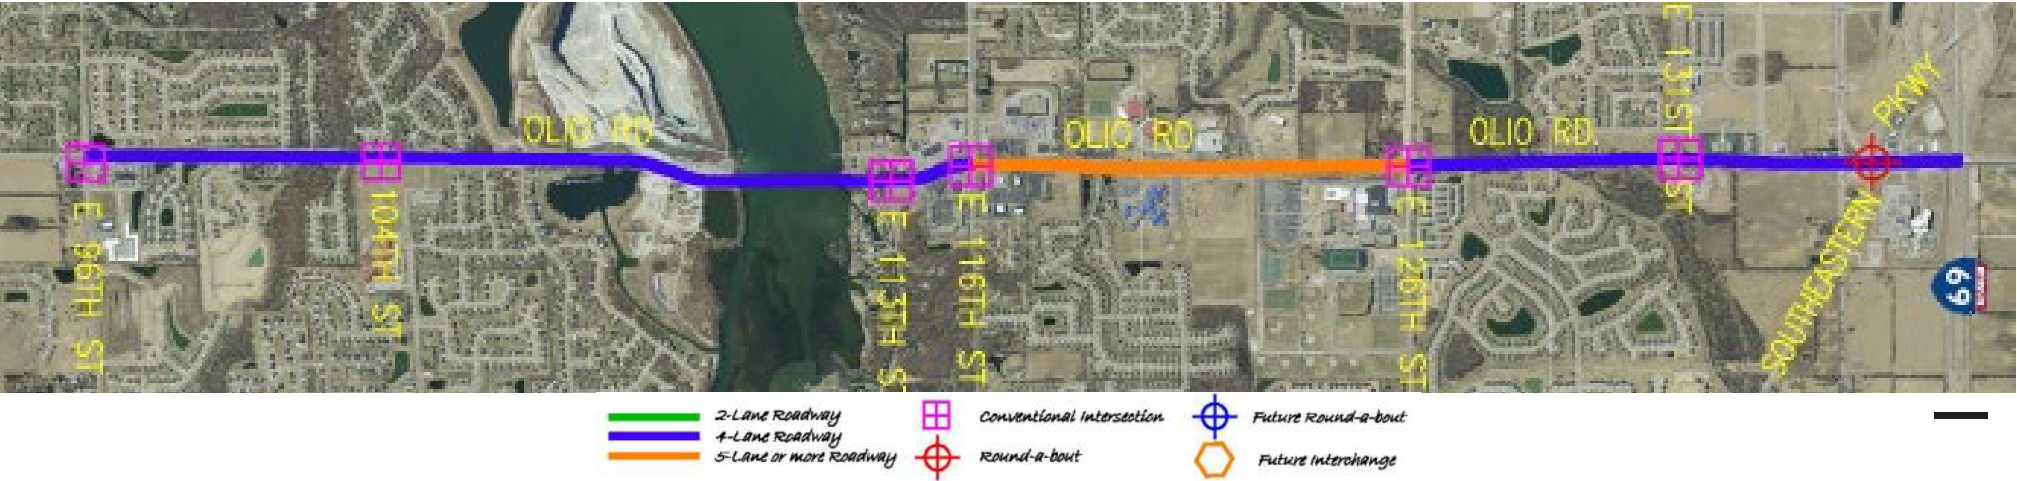 OLIO RD
OLIO RD
OLIO RD.
E 96TH ST
104TH ST
E 113TH ST
E 116TH ST
E 126TH ST
E 131ST ST
SOUTHEASTERN PKWY
69
2-Lane Roadway
4-Lane Roadway
5-Lane or more Roadway
Conventional Intersection
Round-a-bout
Future Round-a-bout
Future Interchange